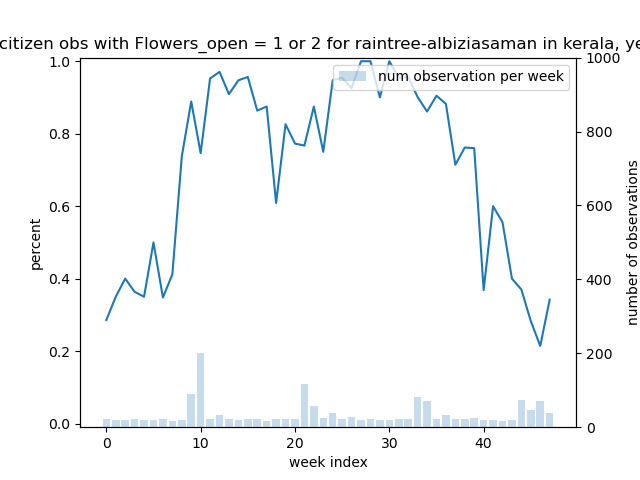 citizen obs with Flowers_open = 1 or 2 for raintree-albiziasaman in kerala, ye
num observation per week
1.0
0.8
0.6
0.4
0.2
0.0
percent
1000
800
600
400
200
0
number of observations
0 10 20 30 40
week index